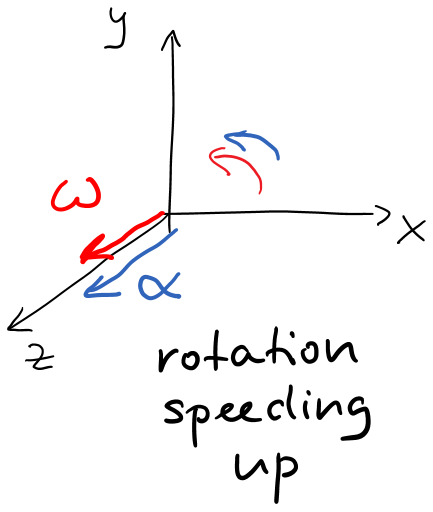 y
ω
x
α
z
rotation
speeding
up